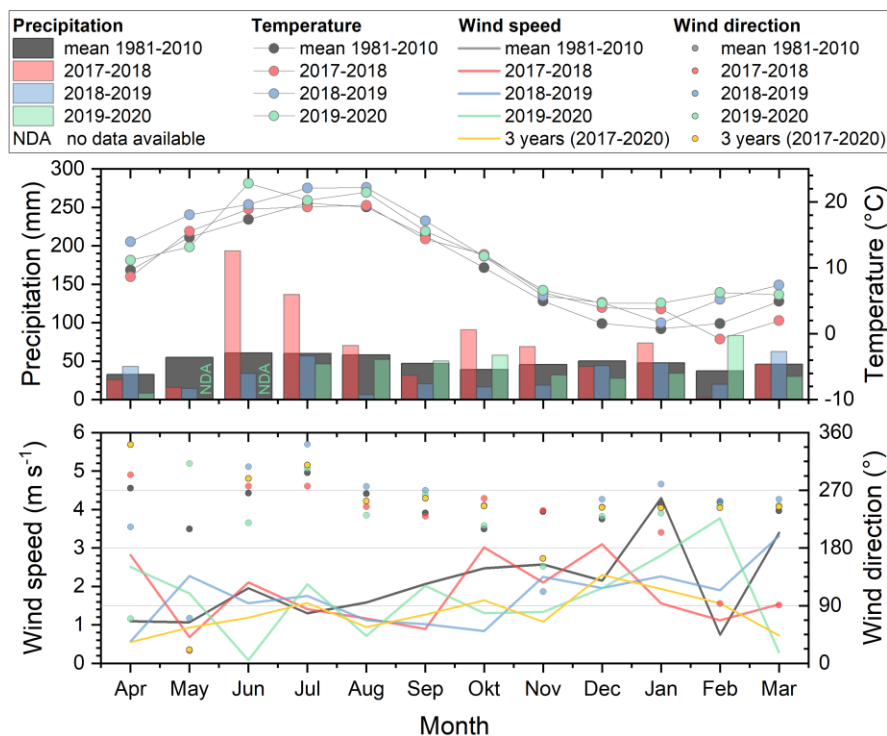 Precipitation Temperature Wind speed Wind direction
mean 1981-2010 mean 1981-2010 mean 1981-2010 mean 1981-2010
2017-2018 2017-2018 2017-2018 2017-2018
2018-2019 2018-2019 2018-2019 2018-2019
2019-2020 2019-2020 2019-2020 2019-2020
NDA no data available 3 years (2017-2020) 3 years (2017-2020)
Precipitation (mm)
300
250
200
150
100
50
0
NDA
NDA
20
10
0
-10
Temperature (°C)
Wind speed (m s⁻¹)
6
5
4
3
2
1
0
360
270
180
90
0
Wind direction (°)
Apr May Jun Jul Aug Sep Okt Nov Dec Jan Feb Mar
Month